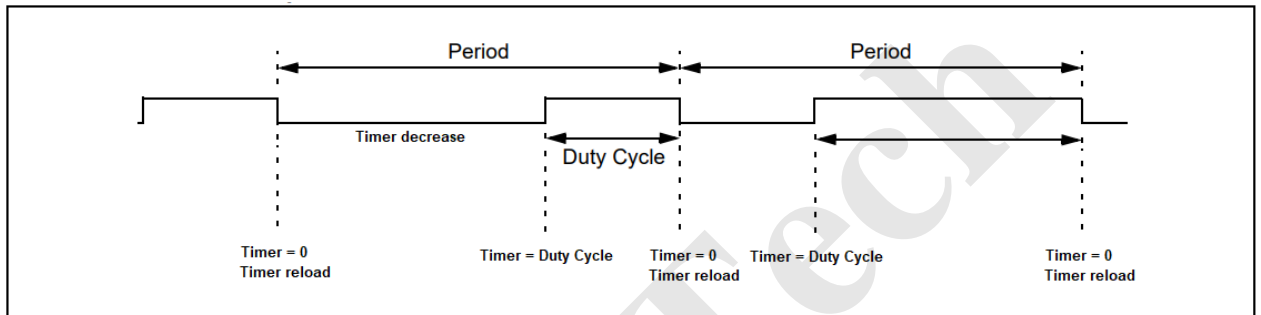 Period
Period
Timer decrease
Duty Cycle
Timer = 0
Timer reload
Timer = Duty Cycle
Timer = 0
Timer reload
Timer = Duty Cycle
Timer = 0
Timer reload
Tech